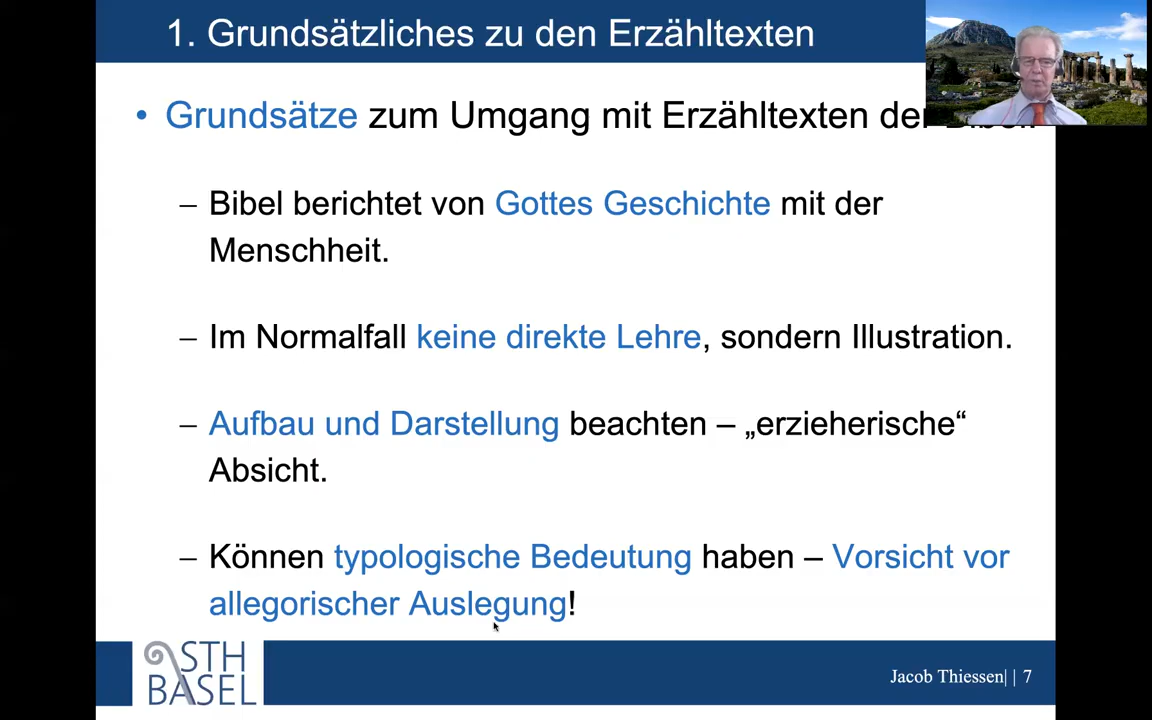 1. Grundsätzliches zu den Erzähltexten
• Grundsätze zum Umgang mit Erzähltexten der
– Bibel berichtet von Gottes Geschichte mit der
Menschheit.
– Im Normalfall keine direkte Lehre, sondern Illustration.
– Aufbau und Darstellung beachten – „erzieherische“
Absicht.
– Können typologische Bedeutung haben – Vorsicht vor
allegorischer Auslegung!
STH
BASEL
Jacob Thiessen| | 7